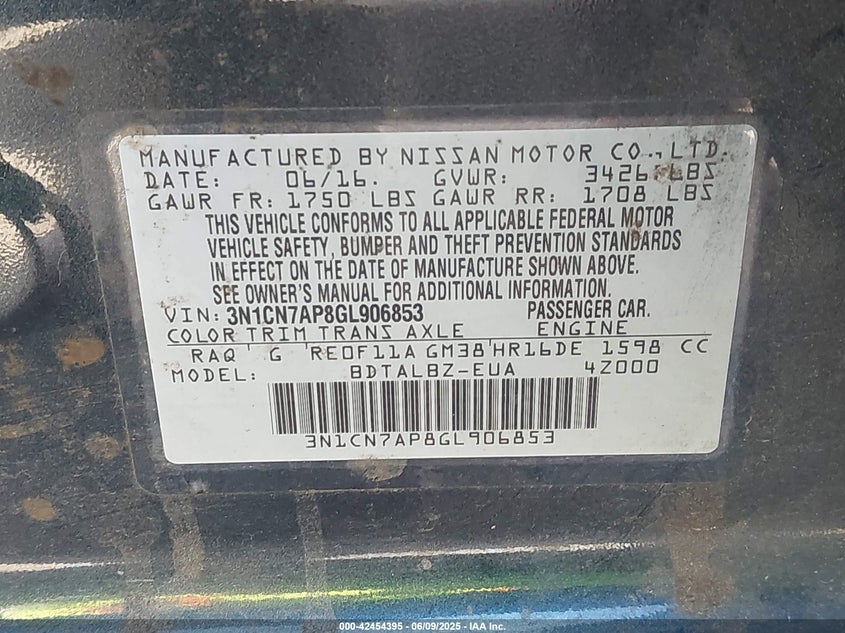 MANUFACTURED BY NISSAN MOTOR CO., LTD.
DATE: 06/16. GVWR: 3426 LBS
GAWR FR: 1750 LBS GAWR RR: 1708 LBS
THIS VEHICLE CONFORMS TO ALL APPLICABLE FEDERAL MOTOR
VEHICLE SAFETY, BUMPER AND THEFT PREVENTION STANDARDS
IN EFFECT ON THE DATE OF MANUFACTURE SHOWN ABOVE.
SEE OWNER'S MANUAL FOR ADDITIONAL INFORMATION.
VIN: 3N1CN7AP8GL906853 PASSENGER CAR.
COLOR TRIM TRANS AXLE ENGINE
RAQ G RE0F11A GM38 HR16DE 1598 CC
MODEL: BDTALBZ-EUA 4Z000
3N1CN7AP8GL906853
000-42454395 - 06/09/2025 - IAA Inc.